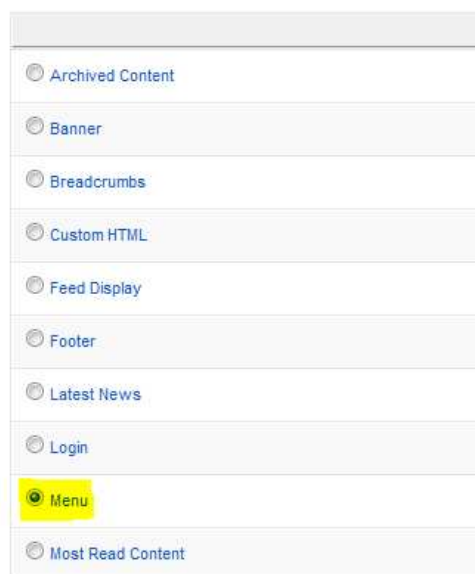 Archived Content
Banner
Breadcrumbs
Custom HTML
Feed Display
Footer
Latest News
Login
Menu
Most Read Content